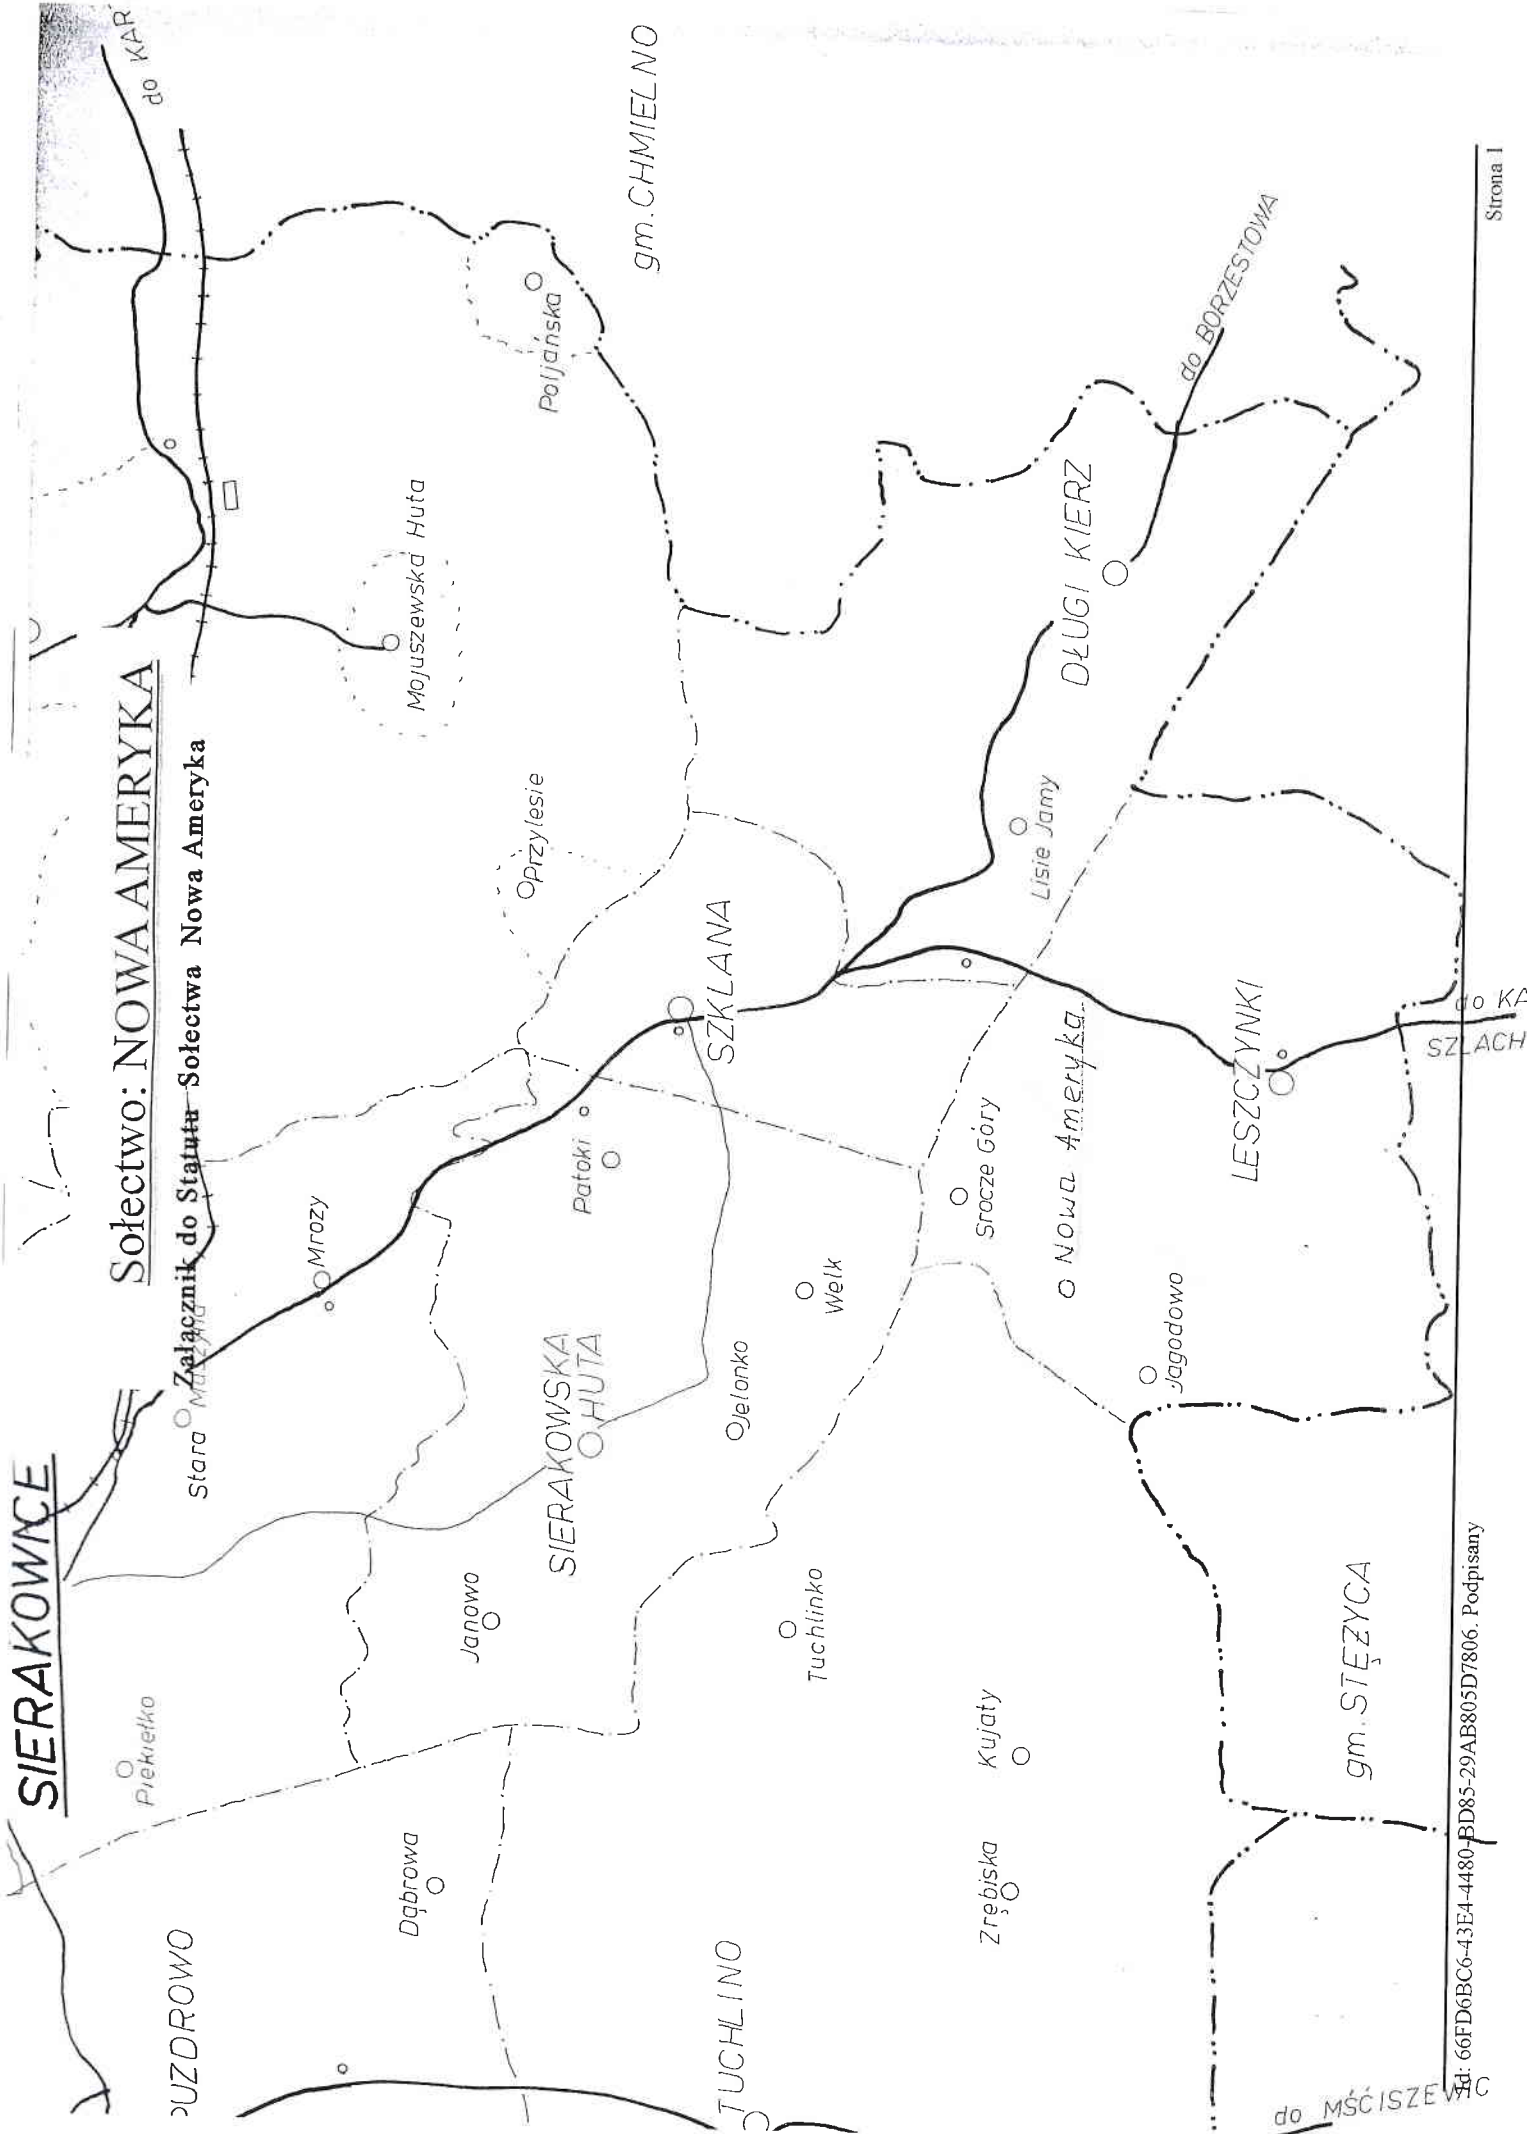 SIERAKOWICE
Sołectwo: NOWA AMERYKA
Załącznik do Statutu Sołectwa Nowa Ameryka
do KAR
PUZDROWO
Piekiełko
Stara Maszyna
Mrozy
Mojuszewska Huta
Poljańska
gm. CHMIELNO
Dąbrowa
Janowo
SIERAKOWSKA
HUTA
Patoki
Przylesie
SZKLANA
TUCHLINO
Tuchlinko
Jelonko
Welk
Zrębiska
Kujaty
Srocze Góry
Lisie Jamy
DŁUGI KIERZ
do BORZESTOWA
Nowa Ameryka
Jagodowo
LESZCZYNKI
gm. STĘŻYCA
do KA
SZLACH
do MŚCISZEWIC
Id: 66FD6BC6-43E4-4480-BD85-29AB805D7806. Podpisany
Strona 1